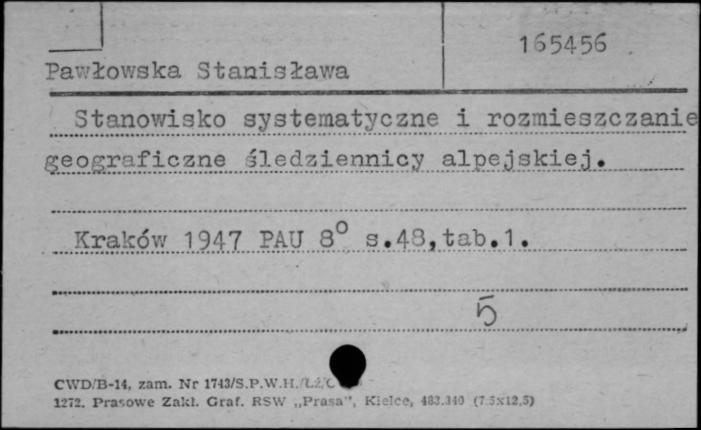 165456
Pawłowska Stanisława
Stanowisko systematyczne i rozmieszczanie
geograficzne śledziennicy alpejskiej.
Kraków 1947 PAU 8° s.48,tab.1.
5
CWD/B-14, zam. Nr 1743/S.P.W.H.
1272. Prasowe Zakł. Graf. RSW „Prasa”, Kielce, 483.340 (7.5x12,5)